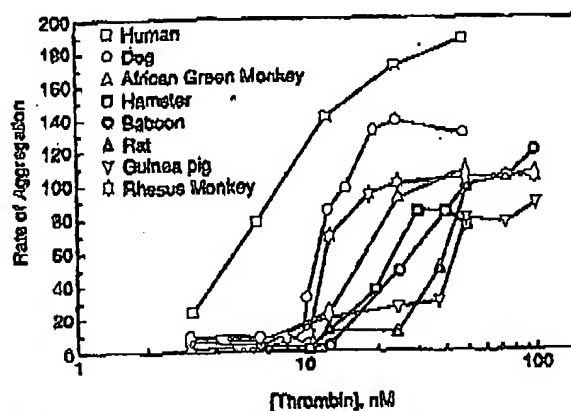 200
180
160
140
120
100
80
60
40
20
0
Rate of Aggregation
Human
Dog
African Green Monkey
Hamster
Baboon
Rat
Guinea pig
Rhesus Monkey
1
10
100
[Thrombin], nM